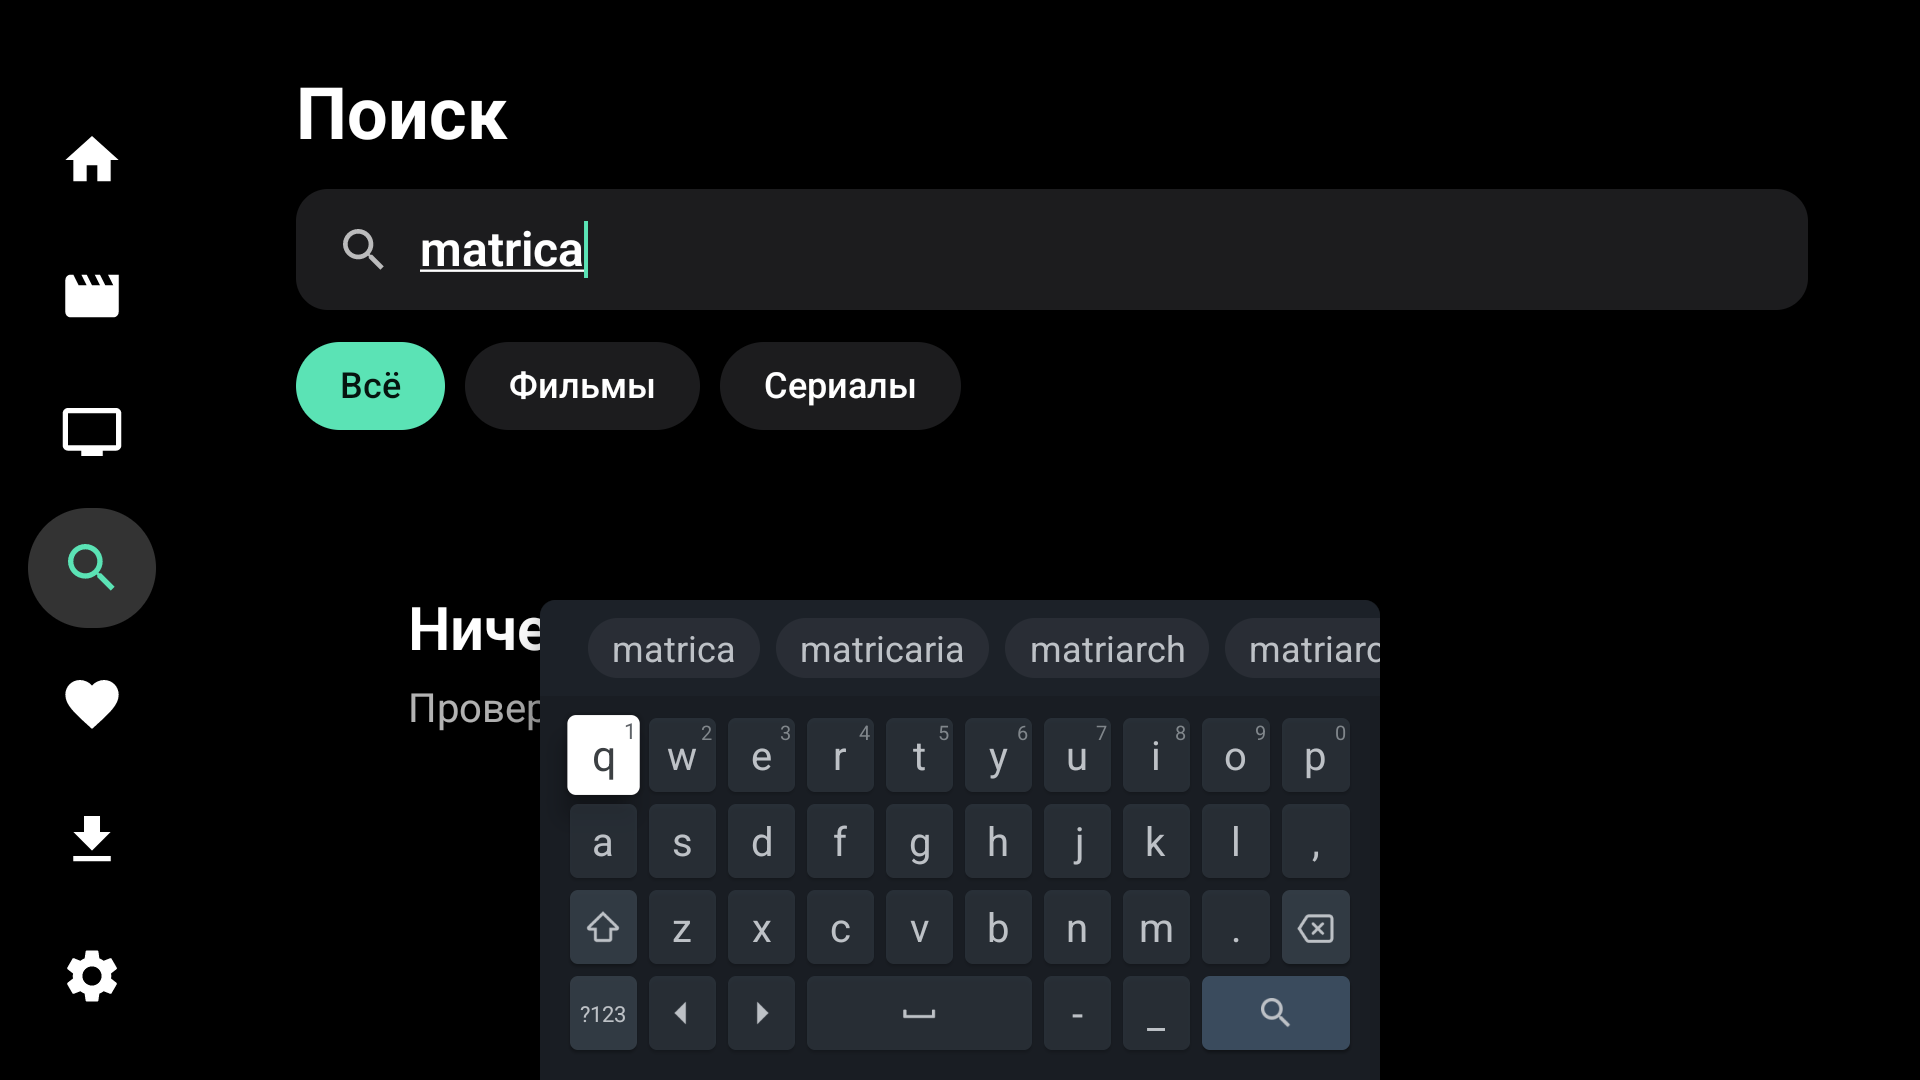 Поиск
matrica
Всё Фильмы Сериалы
matrica matricaria matriarch
q 1 w 2 e 3 r 4 t 5 y 6 u 7 i 8 o 9 p 0
a s d f g h j k l ,
z x c v b n m .
?123 - _